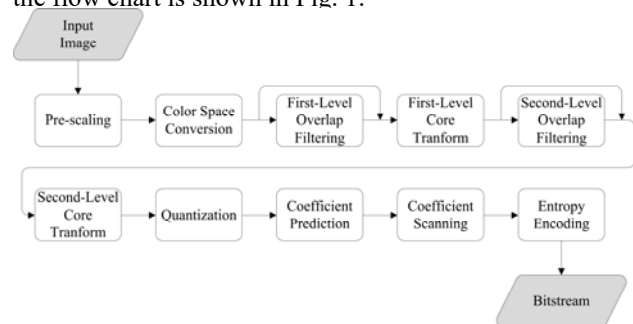 the flow chart is shown in Fig. 1.
Input
Image
Pre-scaling
Color Space
Conversion
First-Level
Overlap
Filtering
First-Level
Core
Tranform
Second-Level
Overlap
Filtering
Second-Level
Core
Tranform
Quantization
Coefficient
Prediction
Coefficient
Scanning
Entropy
Encoding
Bitstream